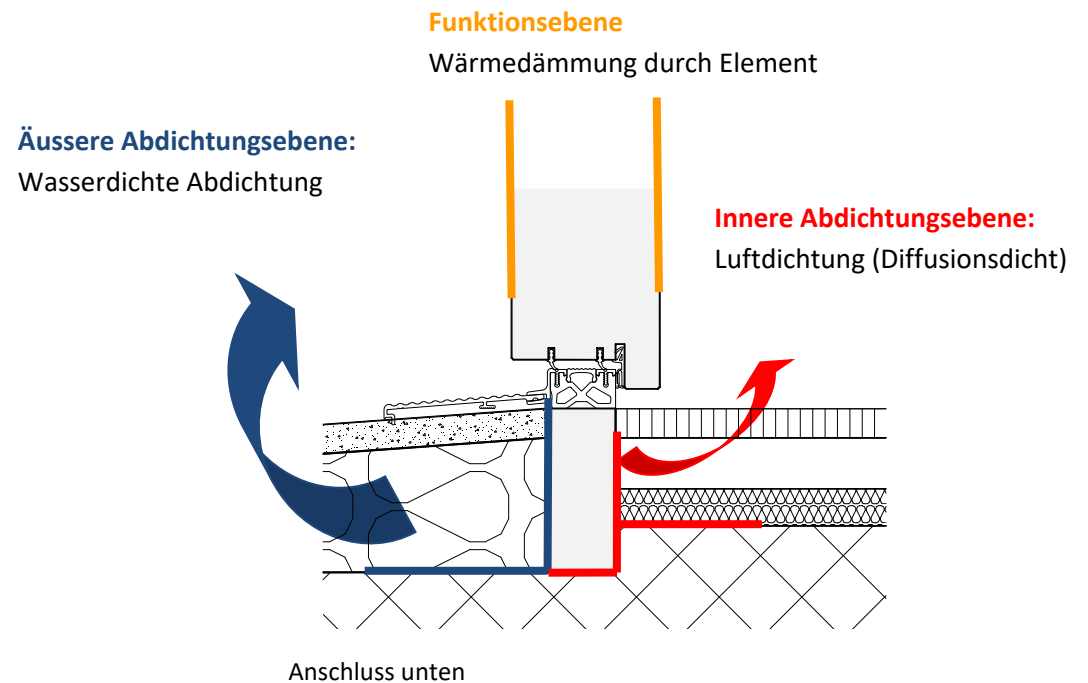 Funktionsebene
Wärmedämmung durch Element
Äussere Abdichtungsebene:
Wasserdichte Abdichtung
Innere Abdichtungsebene:
Luftdichtung (Diffusionsdicht)
Anschluss unten